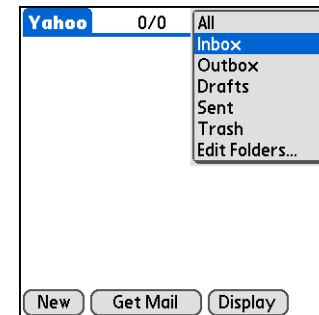 Yahoo 0/0 All
Inbox
Outbox
Drafts
Sent
Trash
Edit Folders...
New Get Mail Display